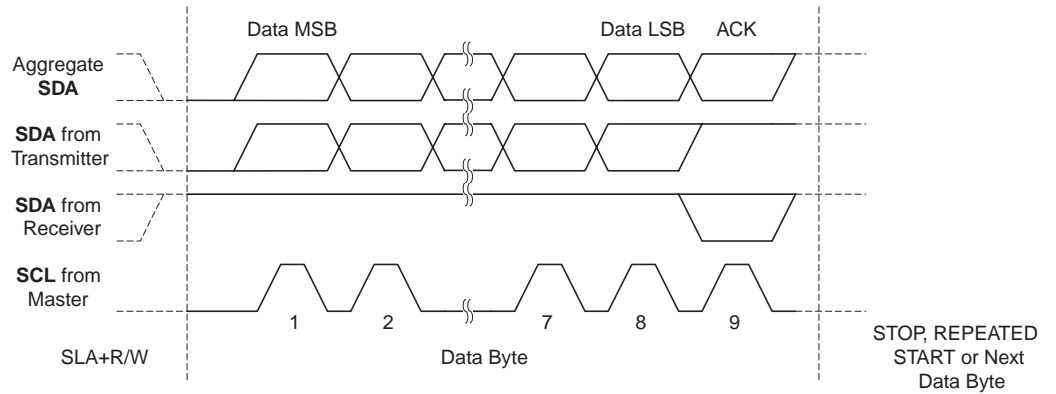 Data MSB
Data LSB
ACK
Aggregate
SDA
SDA from
Transmitter
SDA from
Receiver
SCL from
Master
1
2
7
8
9
SLA+R/W
Data Byte
STOP, REPEATED
START or Next
Data Byte